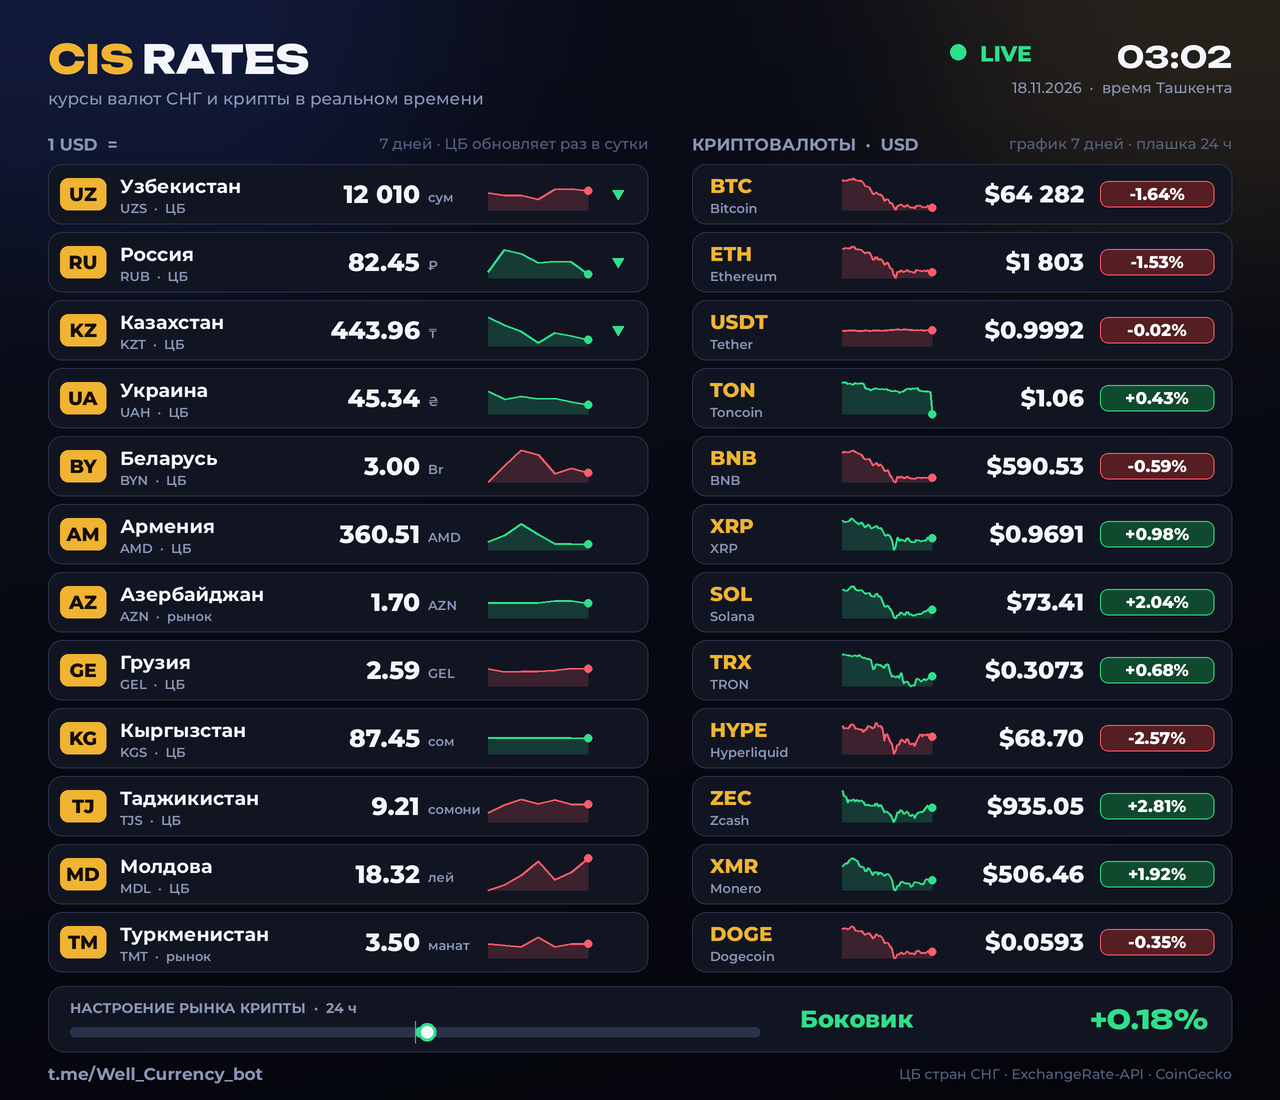 CIS RATES
LIVE 03:02
курсы валют СНГ и крипты в реальном времени
18.11.2026 · время Ташкента
1 USD =
7 дней · ЦБ обновляет раз в сутки
UZ Узбекистан 12 010 сум
UZS · ЦБ
RU Россия 82.45 ₽
RUB · ЦБ
KZ Казахстан 443.96 ₸
KZT · ЦБ
UA Украина 45.34 ₴
UAH · ЦБ
BY Беларусь 3.00 Br
BYN · ЦБ
AM Армения 360.51 AMD
AMD · ЦБ
AZ Азербайджан 1.70 AZN
AZN · рынок
GE Грузия 2.59 GEL
GEL · ЦБ
KG Кыргызстан 87.45 сом
KGS · ЦБ
TJ Таджикистан 9.21 сомони
TJS · ЦБ
MD Молдова 18.32 лей
MDL · ЦБ
TM Туркменистан 3.50 манат
TMT · рынок
КРИПТОВАЛЮТЫ · USD
график 7 дней · плашка 24 ч
BTC $64 282 -1.64%
Bitcoin
ETH $1 803 -1.53%
Ethereum
USDT $0.9992 -0.02%
Tether
TON $1.06 +0.43%
Toncoin
BNB $590.53 -0.59%
BNB
XRP $0.9691 +0.98%
XRP
SOL $73.41 +2.04%
Solana
TRX $0.3073 +0.68%
TRON
HYPE $68.70 -2.57%
Hyperliquid
ZEC $935.05 +2.81%
Zcash
XMR $506.46 +1.92%
Monero
DOGE $0.0593 -0.35%
Dogecoin
НАСТРОЕНИЕ РЫНКА КРИПТЫ · 24 ч
Боковик +0.18%
t.me/Well_Currency_bot
ЦБ стран СНГ · ExchangeRate-API · CoinGecko